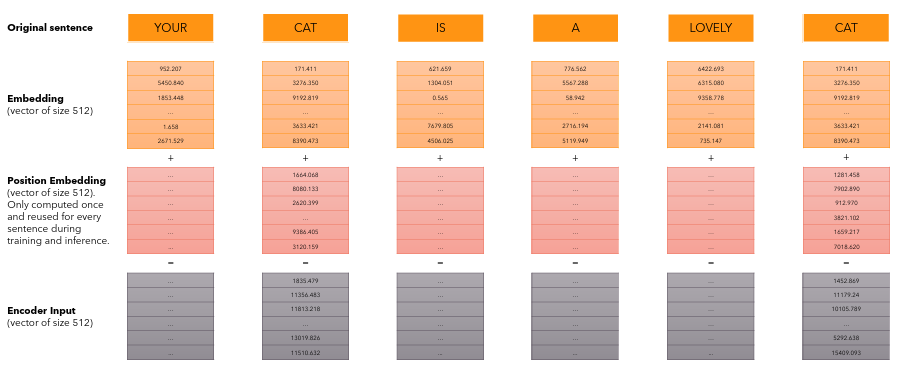 Original sentence YOUR CAT IS A LOVELY CAT
952.207 171.411 621.659 776.562 6422.693 171.411
5450.840 3276.350 1304.051 5567.288 6315.080 3276.350
Embedding 1853.448 9192.819 0.565 58.942 9358.778 9192.819
(vector of size 512) ... ... ... ... ... ...
1.658 3633.421 7679.805 2716.194 2141.081 3633.421
2671.529 8390.473 4506.025 5119.949 735.147 8390.473
+ + + + + +
Position Embedding ... 1664.068 ... ... ... 1281.458
(vector of size 512). ... 8080.133 ... ... ... 7902.890
Only computed once ... 2620.399 ... ... ... 912.970
and reused for every ... ... ... ... ... 3821.102
sentence during ... 9386.405 ... ... ... 1659.217
training and inference. ... 3120.159 ... ... ... 7018.620
= = = = = =
... 1835.479 ... ... ... 1452.869
... 11356.483 ... ... ... 11179.24
Encoder Input ... 11813.218 ... ... ... 10105.789
(vector of size 512) ... ... ... ... ... ...
... 13019.826 ... ... ... 5292.638
... 11510.632 ... ... ... 15409.093